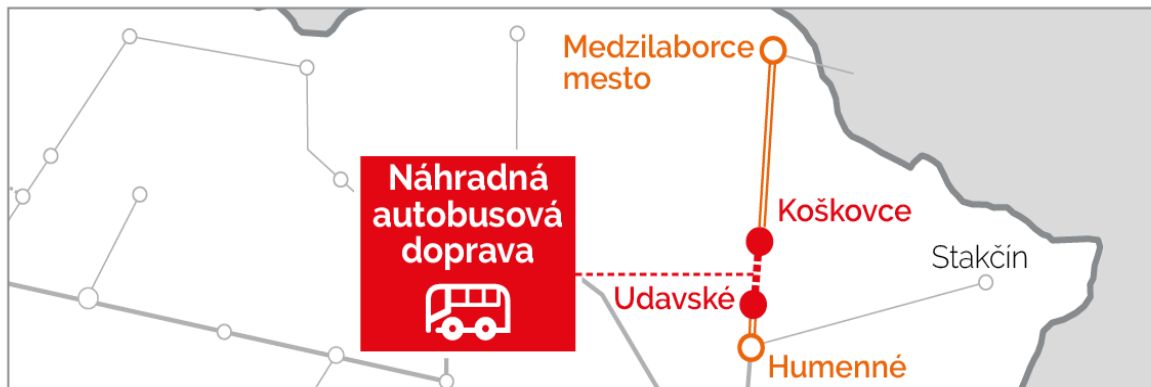 Medzilaborce
mesto
Náhradná
autobusová
doprava
Koškovce
Stakčín
Udavské
Humenné